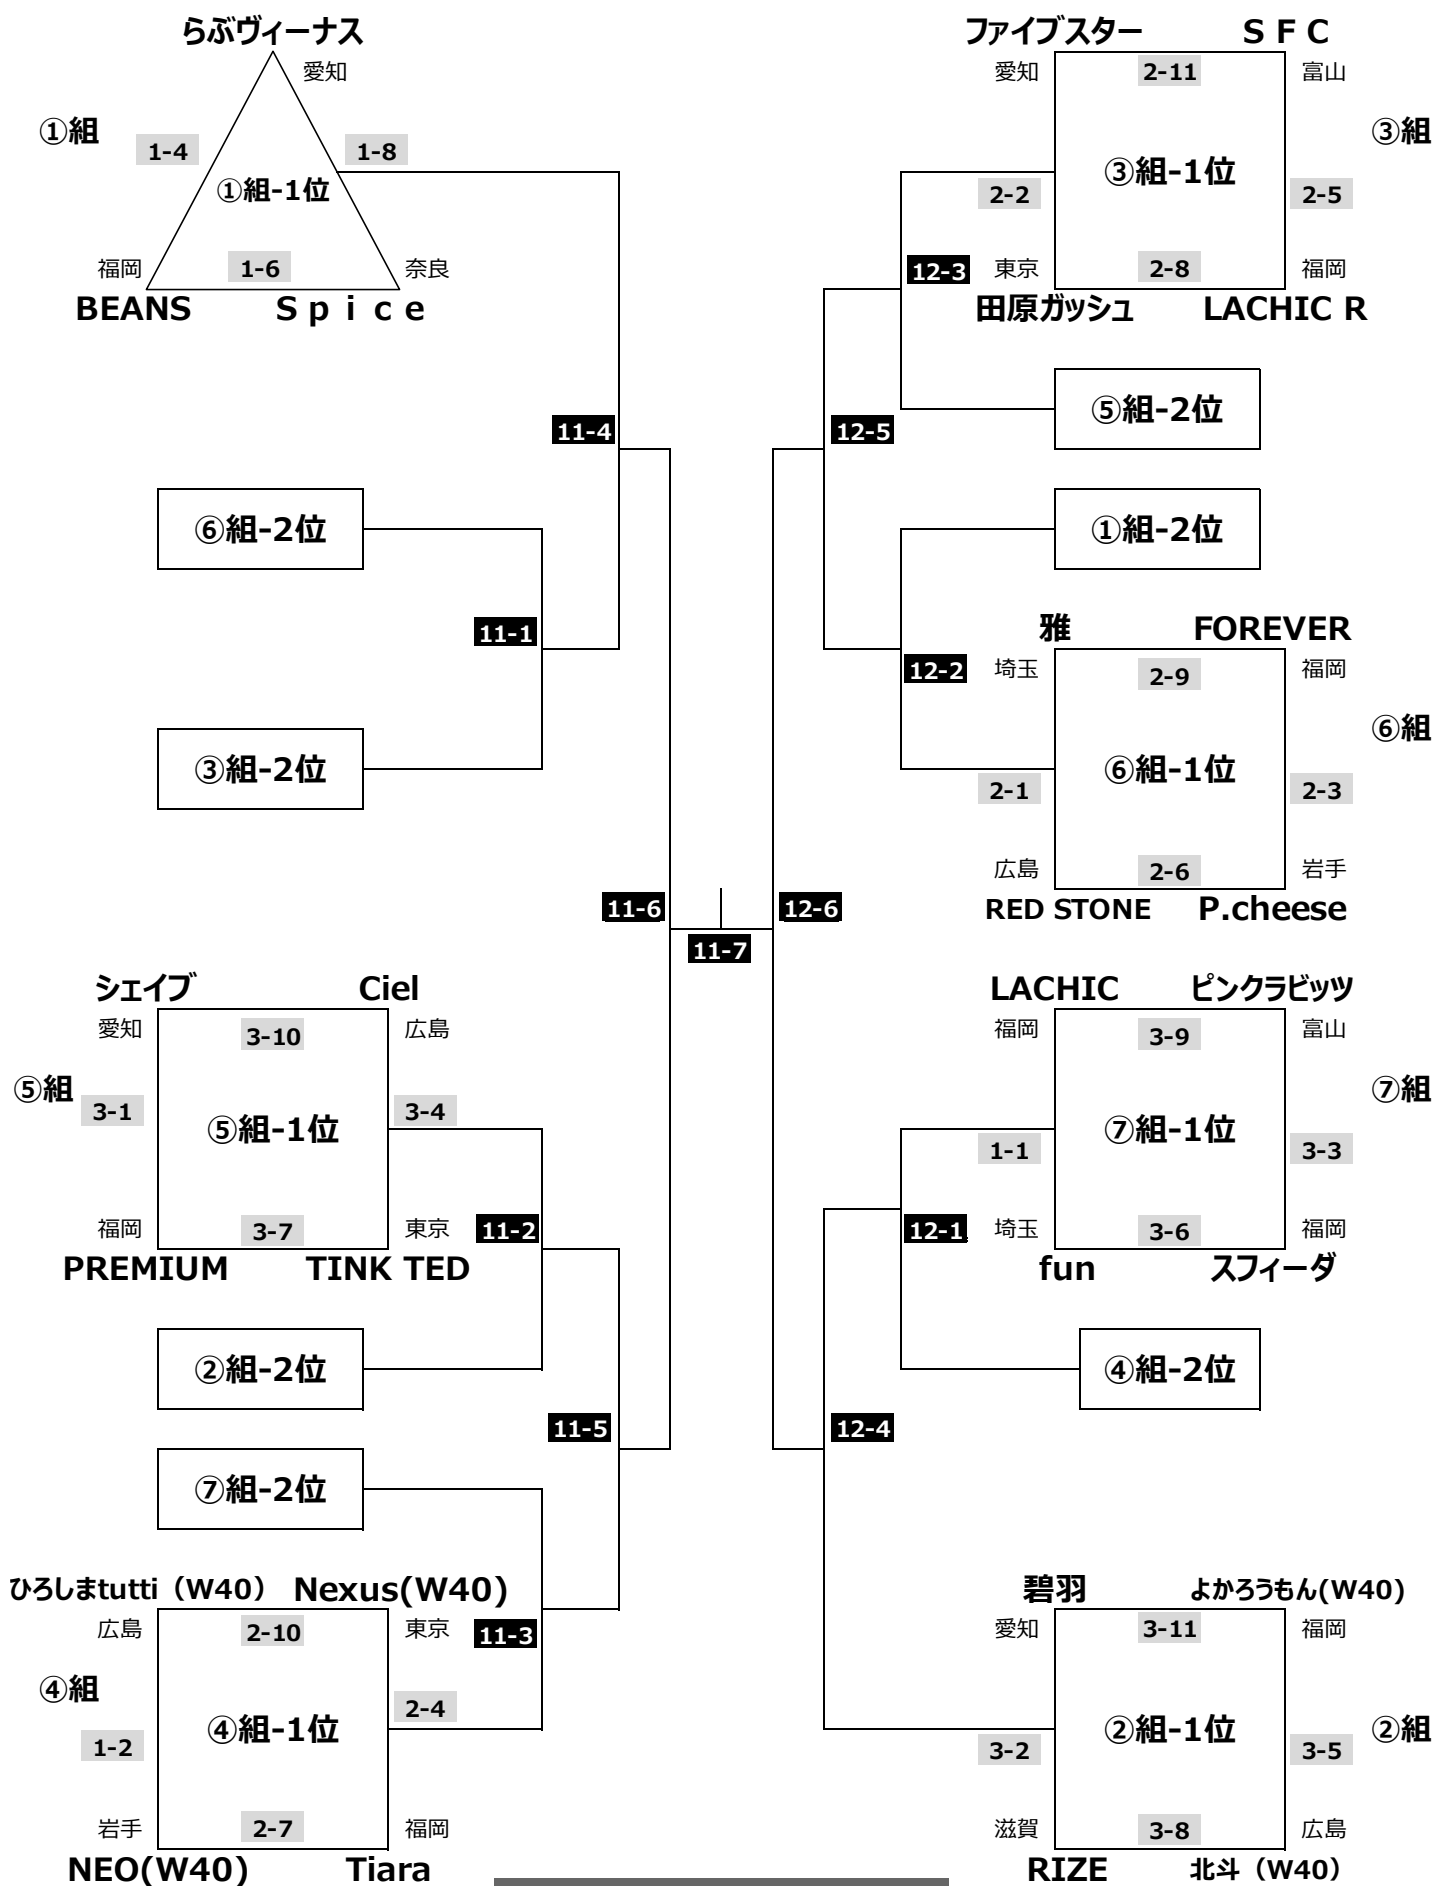 らぶヴィーナス
愛知
①組
1-4
1-8
①組-1位
福岡
1-6
奈良
BEANS
Ｓｐｉｃｅ
11-4
⑥組-2位
11-1
③組-2位
11-6
シェイブ
Ciel
愛知
3-10
広島
⑤組
3-1
⑤組-1位
3-4
福岡
3-7
東京
11-2
PREMIUM
TINK TED
②組-2位
11-5
⑦組-2位
ひろしまtutti（W40）
Nexus(W40)
広島
2-10
東京
11-3
④組
1-2
④組-1位
2-4
岩手
2-7
福岡
NEO(W40)
Tiara
11-7
ファイブスター
ＳＦＣ
愛知
2-11
富山
③組
③組-1位
2-2
2-5
12-3
東京
2-8
福岡
田原ガッシュ
LACHIC R
⑤組-2位
12-5
①組-2位
雅
FOREVER
12-2
埼玉
2-9
福岡
⑥組
⑥組-1位
2-1
2-3
広島
2-6
岩手
RED STONE
P.cheese
12-6
LACHIC
ピンクラビッツ
福岡
3-9
富山
⑦組
⑦組-1位
1-1
3-3
12-1
埼玉
3-6
福岡
fun
スフィーダ
④組-2位
12-4
碧羽
よかろうもん(W40)
愛知
3-11
福岡
②組-1位
②組
3-2
3-5
滋賀
3-8
広島
RIZE
北斗（W40）